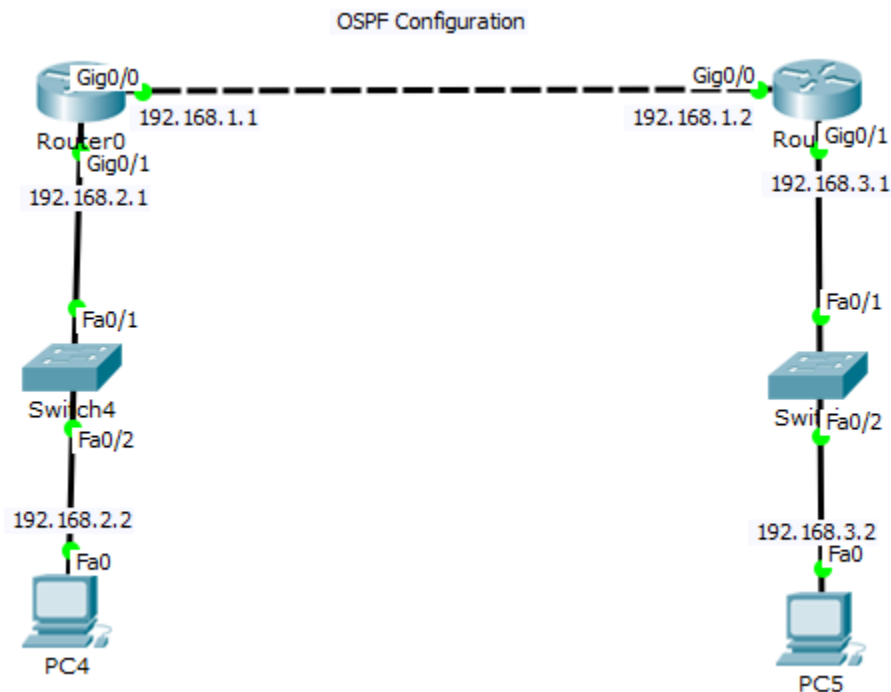 OSPF Configuration
Gig0/0
Gig0/0
192.168.1.1
192.168.1.2
Router0
Rou
Gig0/1
Gig0/1
192.168.2.1
192.168.3.1
Fa0/1
Fa0/1
Switch4
Swit
Fa0/2
Fa0/2
192.168.2.2
192.168.3.2
Fa0
Fa0
PC4
PC5